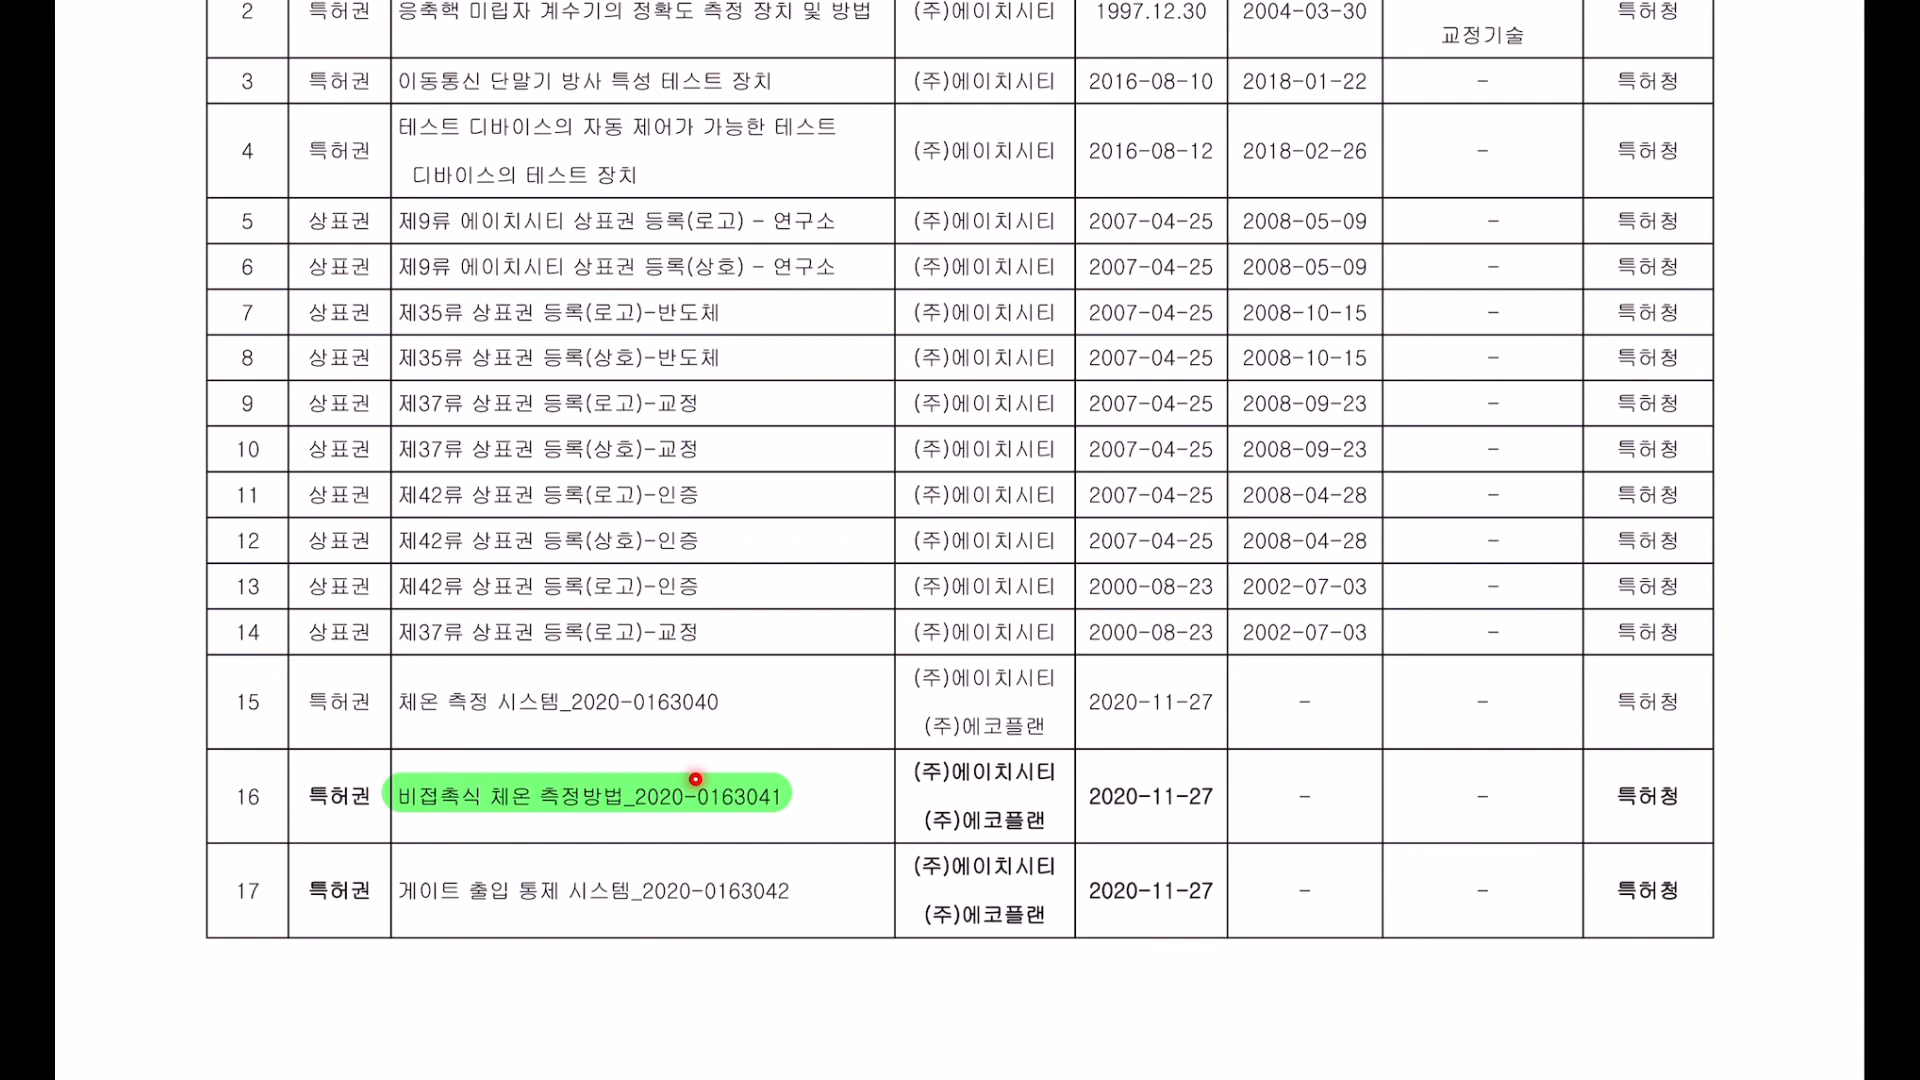 2 특허권 응축핵 미립자 계수기의 정확도 측정 장치 및 방법 (주)에이치시티 1997.12.30 2004-03-30 특허청
교정기술
3 특허권 이동통신 단말기 방사 특성 테스트 장치 (주)에이치시티 2016-08-10 2018-01-22 - 특허청
테스트 디바이스의 자동 제어가 가능한 테스트
4 특허권 (주)에이치시티 2016-08-12 2018-02-26 - 특허청
디바이스의 테스트 장치
5 상표권 제9류 에이치시티 상표권 등록(로고) - 연구소 (주)에이치시티 2007-04-25 2008-05-09 - 특허청
6 상표권 제9류 에이치시티 상표권 등록(상호) - 연구소 (주)에이치시티 2007-04-25 2008-05-09 - 특허청
7 상표권 제35류 상표권 등록(로고)-반도체 (주)에이치시티 2007-04-25 2008-10-15 - 특허청
8 상표권 제35류 상표권 등록(상호)-반도체 (주)에이치시티 2007-04-25 2008-10-15 - 특허청
9 상표권 제37류 상표권 등록(로고)-교정 (주)에이치시티 2007-04-25 2008-09-23 - 특허청
10 상표권 제37류 상표권 등록(상호)-교정 (주)에이치시티 2007-04-25 2008-09-23 - 특허청
11 상표권 제42류 상표권 등록(로고)-인증 (주)에이치시티 2007-04-25 2008-04-28 - 특허청
12 상표권 제42류 상표권 등록(상호)-인증 (주)에이치시티 2007-04-25 2008-04-28 - 특허청
13 상표권 제42류 상표권 등록(로고)-인증 (주)에이치시티 2000-08-23 2002-07-03 - 특허청
14 상표권 제37류 상표권 등록(로고)-교정 (주)에이치시티 2000-08-23 2002-07-03 - 특허청
(주)에이치시티
15 특허권 체온 측정 시스템_2020-0163040 2020-11-27 - - 특허청
(주)에코플랜
(주)에이치시티
16 특허권 비접촉식 체온 측정방법_2020-0163041 2020-11-27 - - 특허청
(주)에코플랜
(주)에이치시티
17 특허권 게이트 출입 통제 시스템_2020-0163042 2020-11-27 - - 특허청
(주)에코플랜